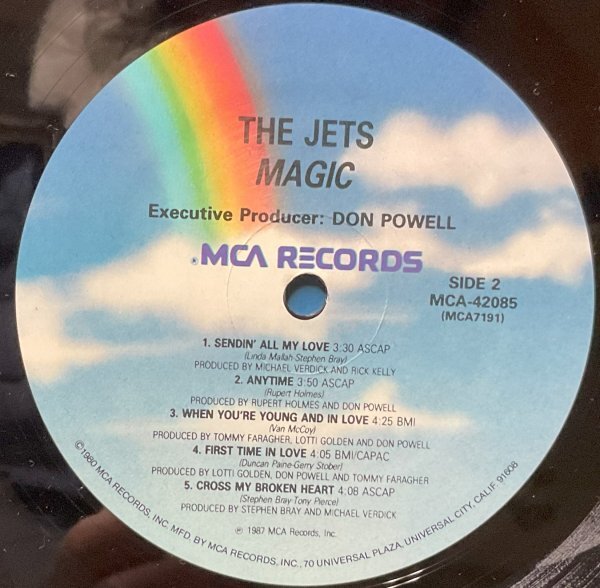 THE JETS
MAGIC
Executive Producer: DON POWELL
MCA RECORDS
SIDE 2
MCA-42085
(MCA7191)
1. SENDIN' ALL MY LOVE 3:30 ASCAP
(Linda Mallah-Stephen Bray)
PRODUCED BY MICHAEL VERDICK AND RICK KELLY
2. ANYTIME 3:50 ASCAP
(Rupert Holmes)
PRODUCED BY RUPERT HOLMES AND DON POWELL
3. WHEN YOU'RE YOUNG AND IN LOVE 4:25 BMI
(Van McCoy)
PRODUCED BY TOMMY FARAGHER, LOTTI GOLDEN AND DON POWELL
4. FIRST TIME IN LOVE 4:05 BMI/CAPAC
(Duncan Paine-Gerry Stober)
PRODUCED BY LOTTI GOLDEN, DON POWELL AND TOMMY FARAGHER
5. CROSS MY BROKEN HEART 4:08 ASCAP
(Stephen Bray Tony Pierce)
PRODUCED BY STEPHEN BRAY AND MICHAEL VERDICK
℗ 1987 MCA Records, Inc.
©1980 MCA RECORDS, INC. MFD. BY MCA RECORDS, INC., 70 UNIVERSAL PLAZA, UNIVERSAL CITY, CALIF. 91608